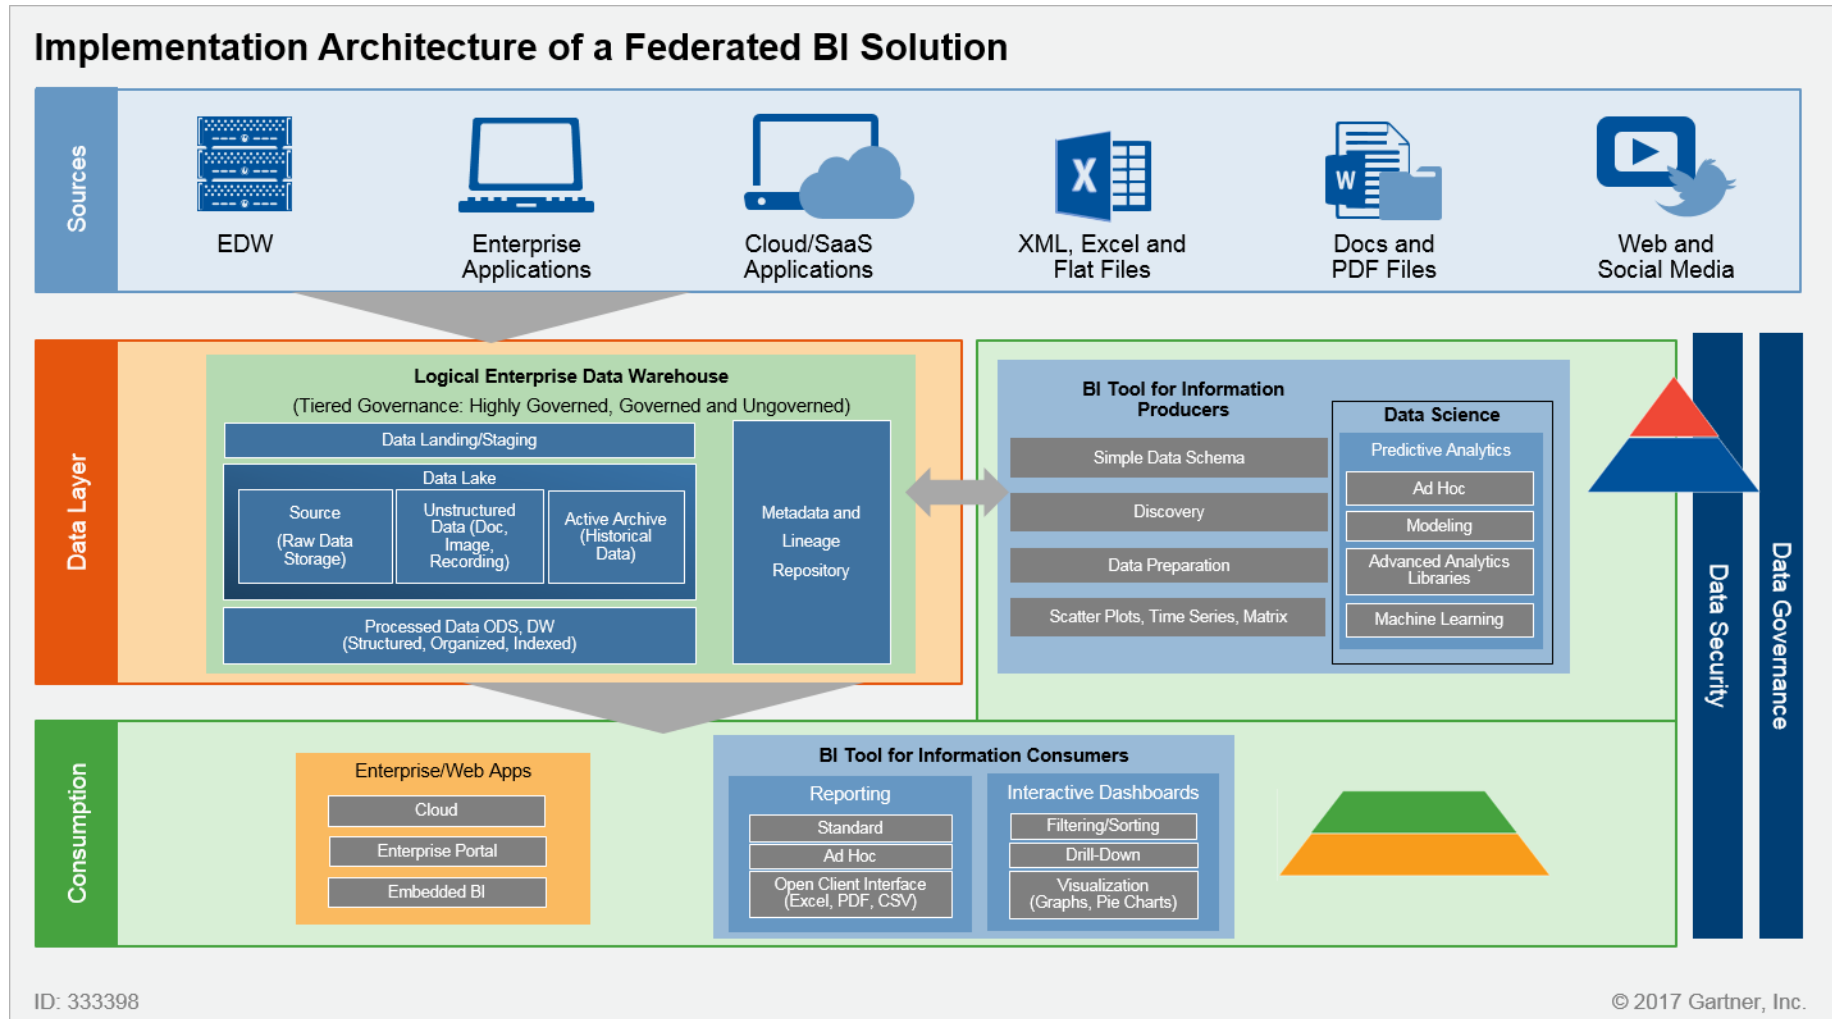 Implementation Architecture of a Federated BI Solution
Sources
EDW
Enterprise
Applications
Cloud/SaaS
Applications
X
XML, Excel and
Flat Files
W
Docs and
PDF Files
Web and
Social Media
Data Layer
Logical Enterprise Data Warehouse
(Tiered Governance: Highly Governed, Governed and Ungoverned)
Data Landing/Staging
Data Lake
Source
(Raw Data
Storage)
Unstructured
Data (Doc,
Image,
Recording)
Active Archive
(Historical
Data)
Processed Data ODS, DW
(Structured, Organized, Indexed)
Metadata and
Lineage
Repository
BI Tool for Information
Producers
Simple Data Schema
Discovery
Data Preparation
Scatter Plots, Time Series, Matrix
Data Science
Predictive Analytics
Ad Hoc
Modeling
Advanced Analytics
Libraries
Machine Learning
Data Security
Data Governance
Consumption
Enterprise/Web Apps
Cloud
Enterprise Portal
Embedded BI
BI Tool for Information Consumers
Reporting
Standard
Ad Hoc
Open Client Interface
(Excel, PDF, CSV)
Interactive Dashboards
Filtering/Sorting
Drill-Down
Visualization
(Graphs, Pie Charts)
ID: 333398
© 2017 Gartner, Inc.